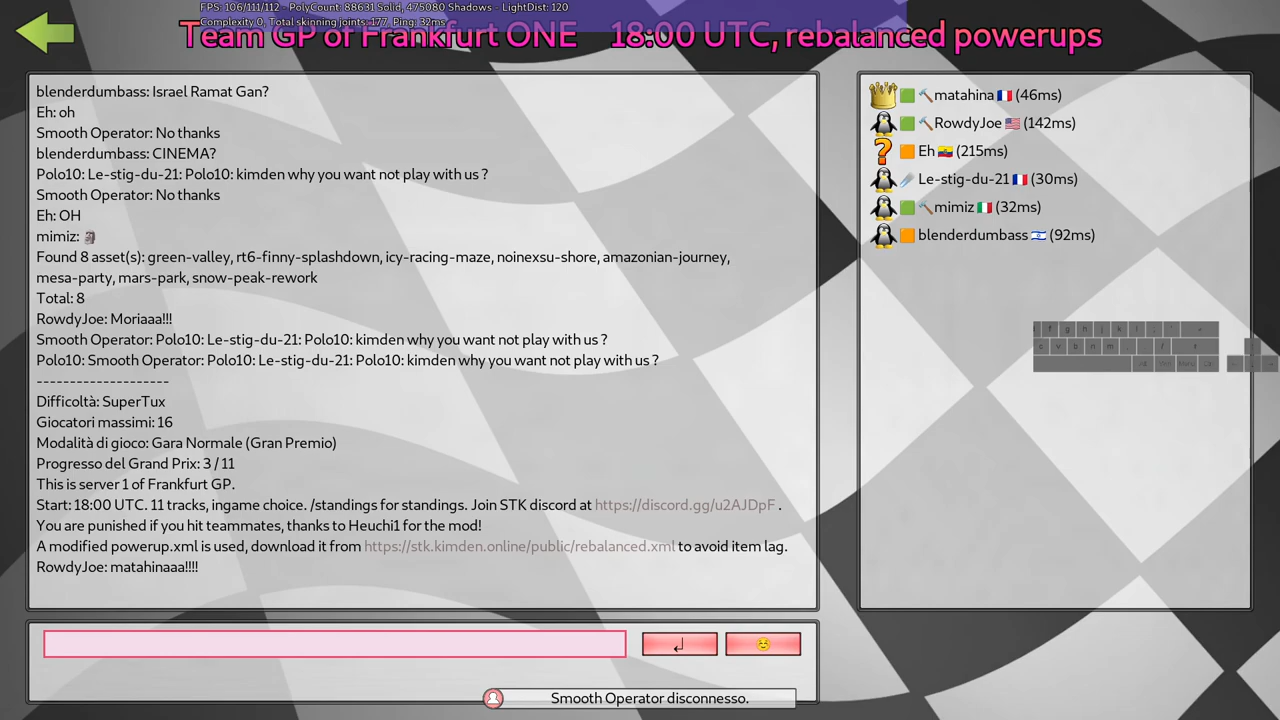 FPS: 106/111/112 - PolyCount: 88631 Solid, 475080 Shadows - LightDist: 120
Complexity 0, Total skinning joints: 177, Ping: 32ms
Team GP of Frankfurt ONE 18:00 UTC, rebalanced powerups
blenderdumbass: Israel Ramat Gan?
Eh: oh
Smooth Operator: No thanks
blenderdumbass: CINEMA?
Polo10: Le-stig-du-21: Polo10: kimden why you want not play with us ?
Smooth Operator: No thanks
Eh: OH
mimiz: 🗿
Found 8 asset(s): green-valley, rt6-finny-splashdown, icy-racing-maze, noinexsu-shore, amazonian-journey,
mesa-party, mars-park, snow-peak-rework
Total: 8
RowdyJoe: Moriaaa!!!
Smooth Operator: Polo10: Le-stig-du-21: Polo10: kimden why you want not play with us ?
Polo10: Smooth Operator: Polo10: Le-stig-du-21: Polo10: kimden why you want not play with us ?
--------------------
Difficoltà: SuperTux
Giocatori massimi: 16
Modalità di gioco: Gara Normale (Gran Premio)
Progresso del Grand Prix: 3 / 11
This is server 1 of Frankfurt GP.
Start: 18:00 UTC. 11 tracks, ingame choice. /standings for standings. Join STK discord at https://discord.gg/u2AJDpF .
You are punished if you hit teammates, thanks to Heuchi1 for the mod!
A modified powerup.xml is used, download it from https://stk.kimden.online/public/rebalanced.xml to avoid item lag.
RowdyJoe: matahinaaa!!!!
matahina (46ms)
RowdyJoe (142ms)
Eh (215ms)
Le-stig-du-21 (30ms)
mimiz (32ms)
blenderdumbass (92ms)
f g h j k l
c v b n m
Smooth Operator disconnesso.